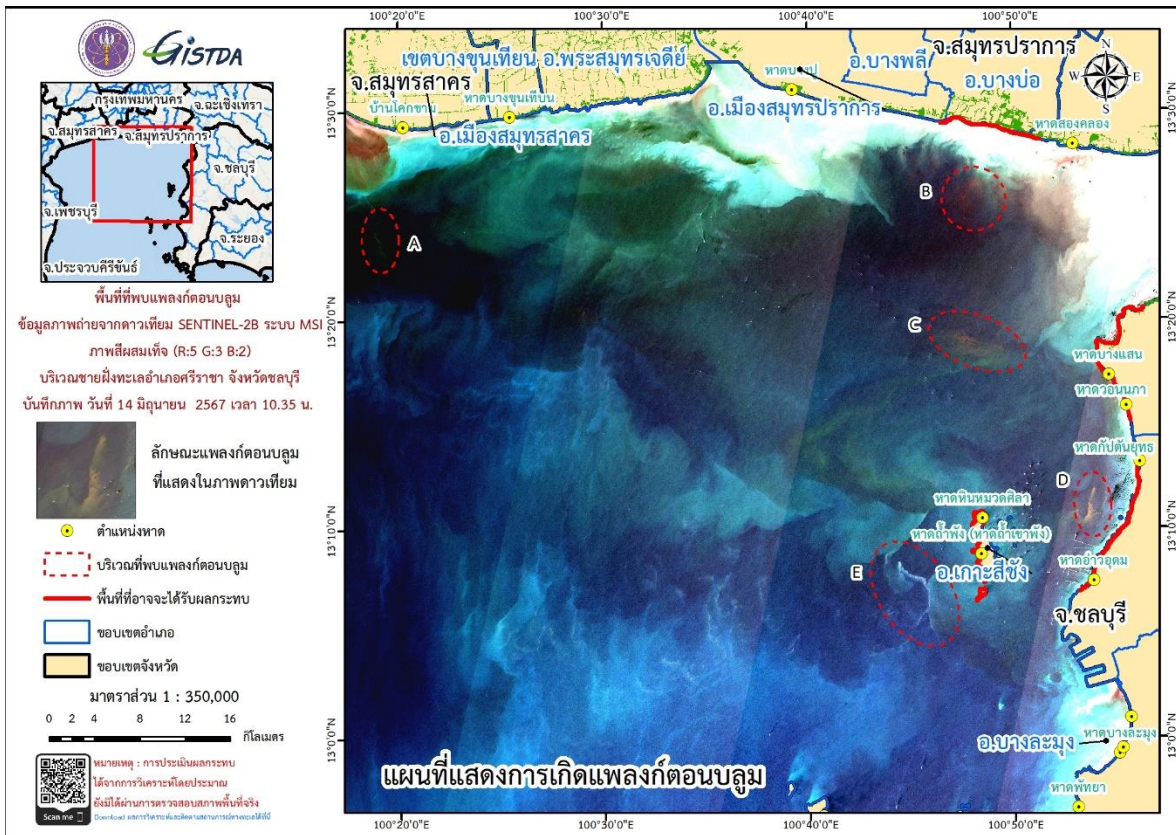 GISTDA
กรุงเทพมหานคร
จ.ฉะเชิงเทรา
จ.สมุทรสาคร
จ.สมุทรปราการ
จ.ชลบุรี
จ.เพชรบุรี
จ.ระยอง
จ.ประจวบคีรีขันธ์
พื้นที่ที่พบแพลงก์ตอนบลูม
ข้อมูลภาพถ่ายจากดาวเทียม SENTINEL-2B ระบบ MSI
ภาพสีผสมเท็จ (R:5 G:3 B:2)
บริเวณชายฝั่งทะเลอำเภอศรีราชา จังหวัดชลบุรี
บันทึกภาพ วันที่ 14 มิถุนายน 2567 เวลา 10.35 น.
ลักษณะแพลงก์ตอนบลูม
ที่แสดงในภาพดาวเทียม
ตำแหน่งหาด
บริเวณที่พบแพลงก์ตอนบลูม
พื้นที่ที่อาจจะได้รับผลกระทบ
ขอบเขตอำเภอ
ขอบเขตจังหวัด
มาตราส่วน 1 : 350,000
0 2 4 8 12 16
กิโลเมตร
หมายเหตุ : การประเมินผลกระทบ
ได้จากการวิเคราะห์โดยประมาณ
ยังมิได้ผ่านการตรวจสอบสภาพพื้นที่จริง
Scan me
100°20'0"E 100°30'0"E 100°40'0"E 100°50'0"E
จ.สมุทรปราการ
เขตบางขุนเทียน อ.พระสมุทรเจดีย์
อ.บางพลี
อ.บางบ่อ
N
W E
S
จ.สมุทรสาคร
หาดบางขุนเทียน
บ้านโคกขาม
อ.เมืองสมุทรปราการ
อ.เมืองสมุทรสาคร
หาดสองคลอง
13°30'0"N
13°30'0"N
B
A
13°20'0"N
13°20'0"N
C
หาดบางแสน
หาดวอนนภา
หาดกัปตันยุทธ
D
หาดหินหมวดศิลา
13°10'0"N
13°10'0"N
หาดถ้ำพัง (หาดถ้ำเขาพัง)
หาดอ่าวอุดม
E
อ.เกาะสีชัง
จ.ชลบุรี
13°0'0"N
13°0'0"N
หาดบางละมุง
อ.บางละมุง
หาดพัทยา
แผนที่แสดงการเกิดแพลงก์ตอนบลูม
100°20'0"E 100°30'0"E 100°40'0"E 100°50'0"E